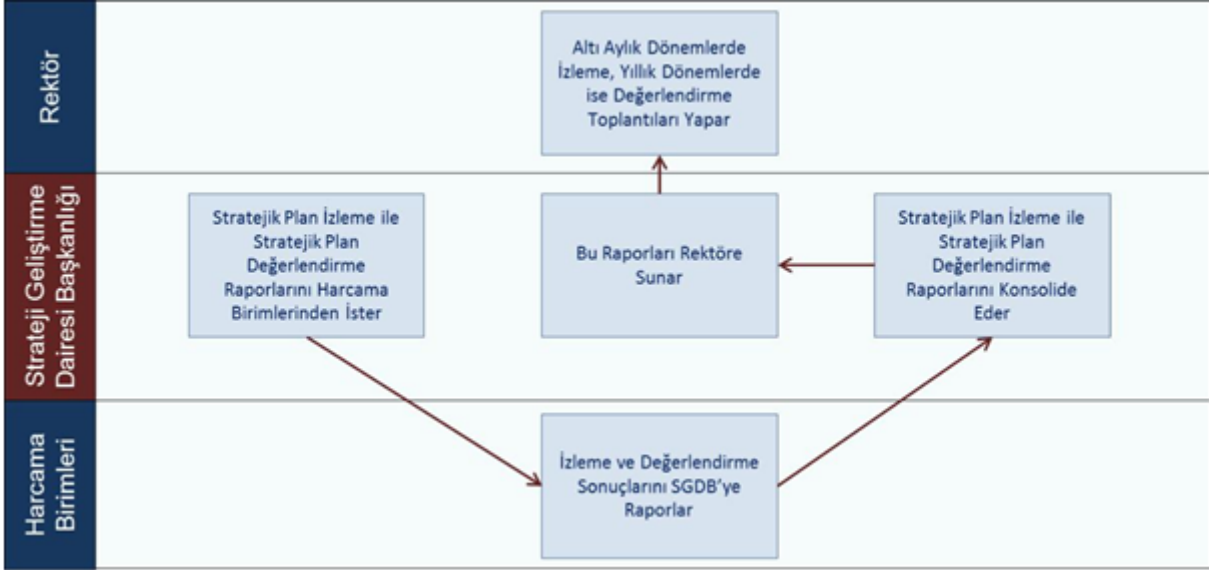 Rektör
Altı Aylık Dönemlerde
İzleme, Yıllık Dönemlerde
ise Değerlendirme
Toplantıları Yapar
Strateji Geliştirme
Dairesi Başkanlığı
Stratejik Plan İzleme ile
Stratejik Plan
Değerlendirme
Raporlarını Harcama
Birimlerinden İster
Bu Raporları Rektöre
Sunar
Stratejik Plan İzleme ile
Stratejik Plan
Değerlendirme
Raporlarını Konsolide
Eder
Harcama
Birimleri
İzleme ve Değerlendirme
Sonuçlarını SGDB’ye
Raporlar